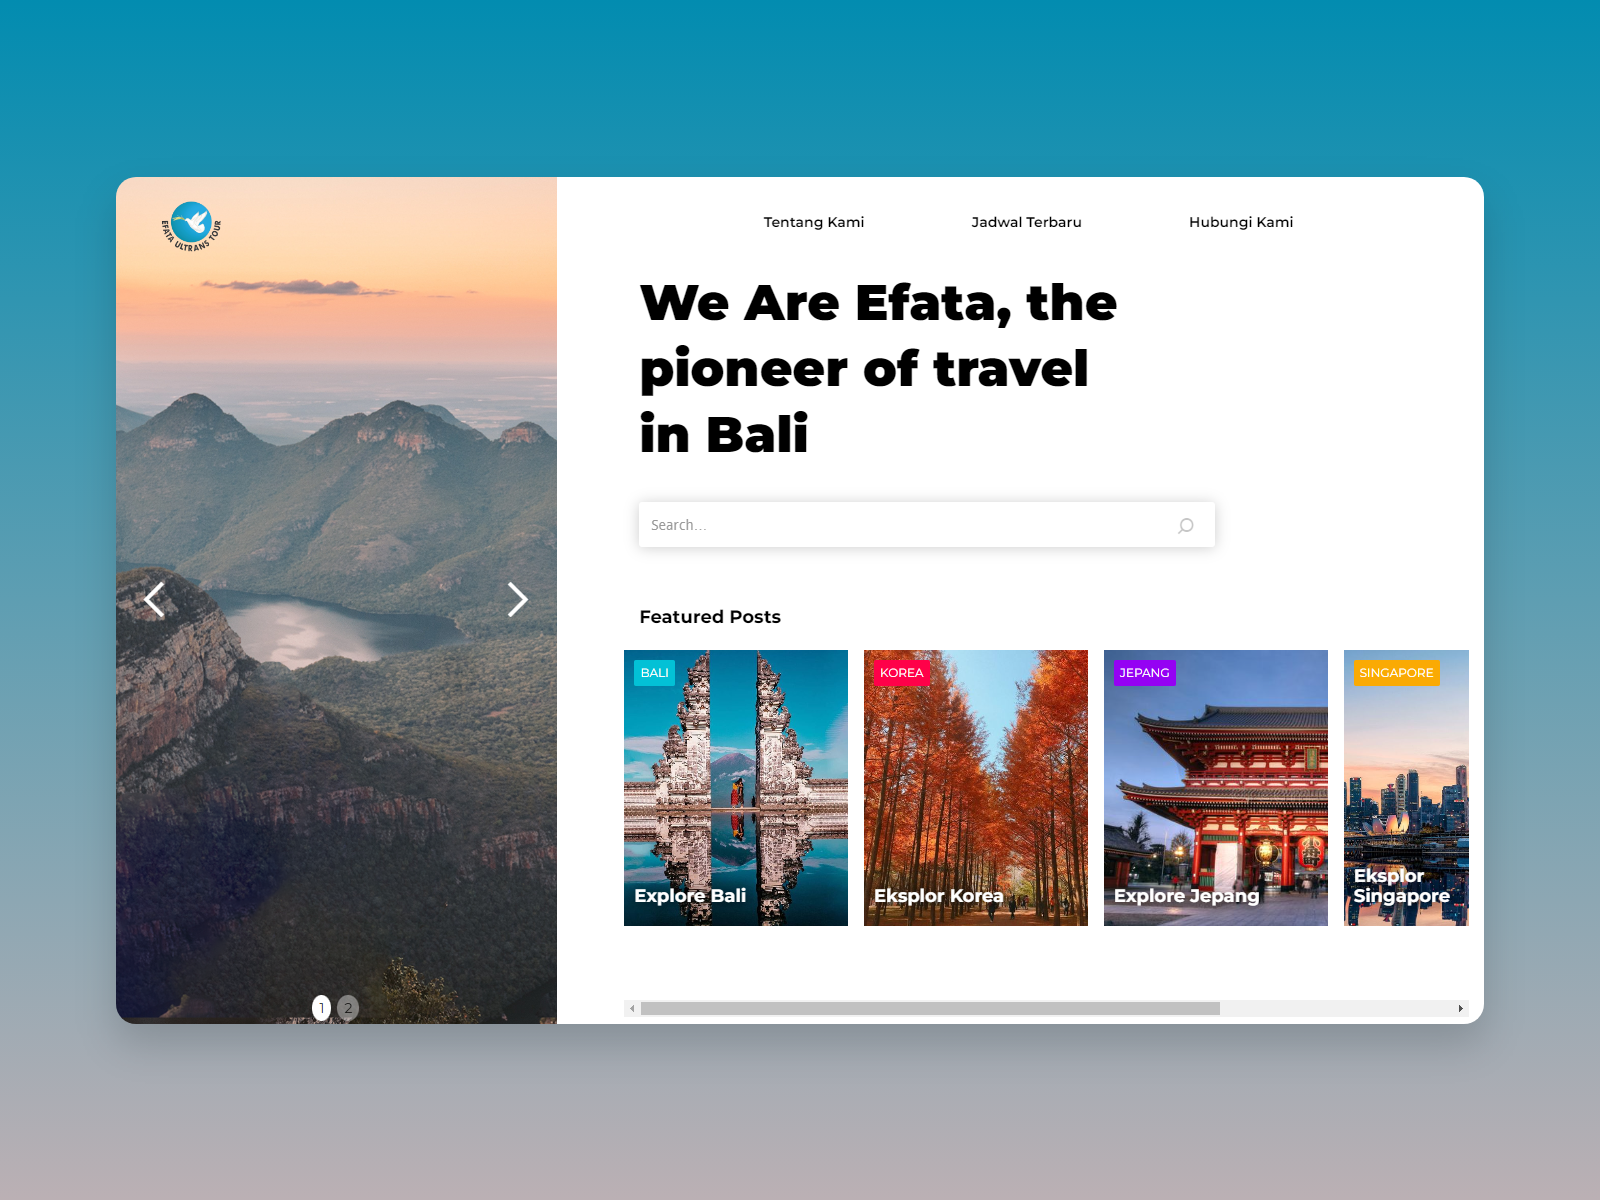 EFATA ULTRANS TOUR
Tentang Kami
Jadwal Terbaru
Hubungi Kami
We Are Efata, the
pioneer of travel
in Bali
Search...
Featured Posts
BALI
Explore Bali
KOREA
Eksplor Korea
JEPANG
Explore Jepang
SINGAPORE
Eksplor
Singapore
1
2